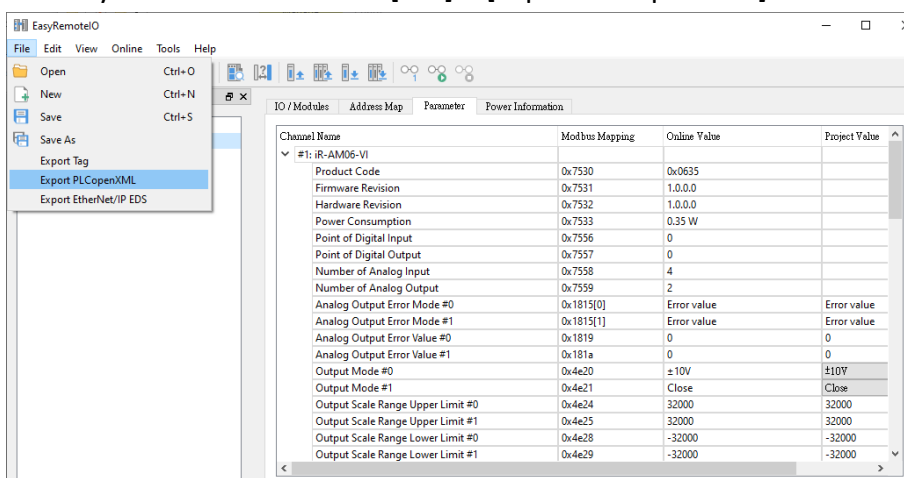 EasyRemoteIO
File Edit View Online Tools Help
Open Ctrl+O
New Ctrl+N
Save Ctrl+S
Save As
Export Tag
Export PLCopenXML
Export EtherNet/IP EDS
IO / Modules Address Map Parameter Power Information
Channel Name Modbus Mapping Online Value Project Value
#1: iR-AM06-VI
Product Code 0x7530 0x0635
Firmware Revision 0x7531 1.0.0.0
Hardware Revision 0x7532 1.0.0.0
Power Consumption 0x7533 0.35 W
Point of Digital Input 0x7556 0
Point of Digital Output 0x7557 0
Number of Analog Input 0x7558 4
Number of Analog Output 0x7559 2
Analog Output Error Mode #0 0x1815[0] Error value Error value
Analog Output Error Mode #1 0x1815[1] Error value Error value
Analog Output Error Value #0 0x1819 0 0
Analog Output Error Value #1 0x181a 0 0
Output Mode #0 0x4e20 ±10V ±10V
Output Mode #1 0x4e21 Close Close
Output Scale Range Upper Limit #0 0x4e24 32000 32000
Output Scale Range Upper Limit #1 0x4e25 32000 32000
Output Scale Range Lower Limit #0 0x4e28 -32000 -32000
Output Scale Range Lower Limit #1 0x4e29 -32000 -32000